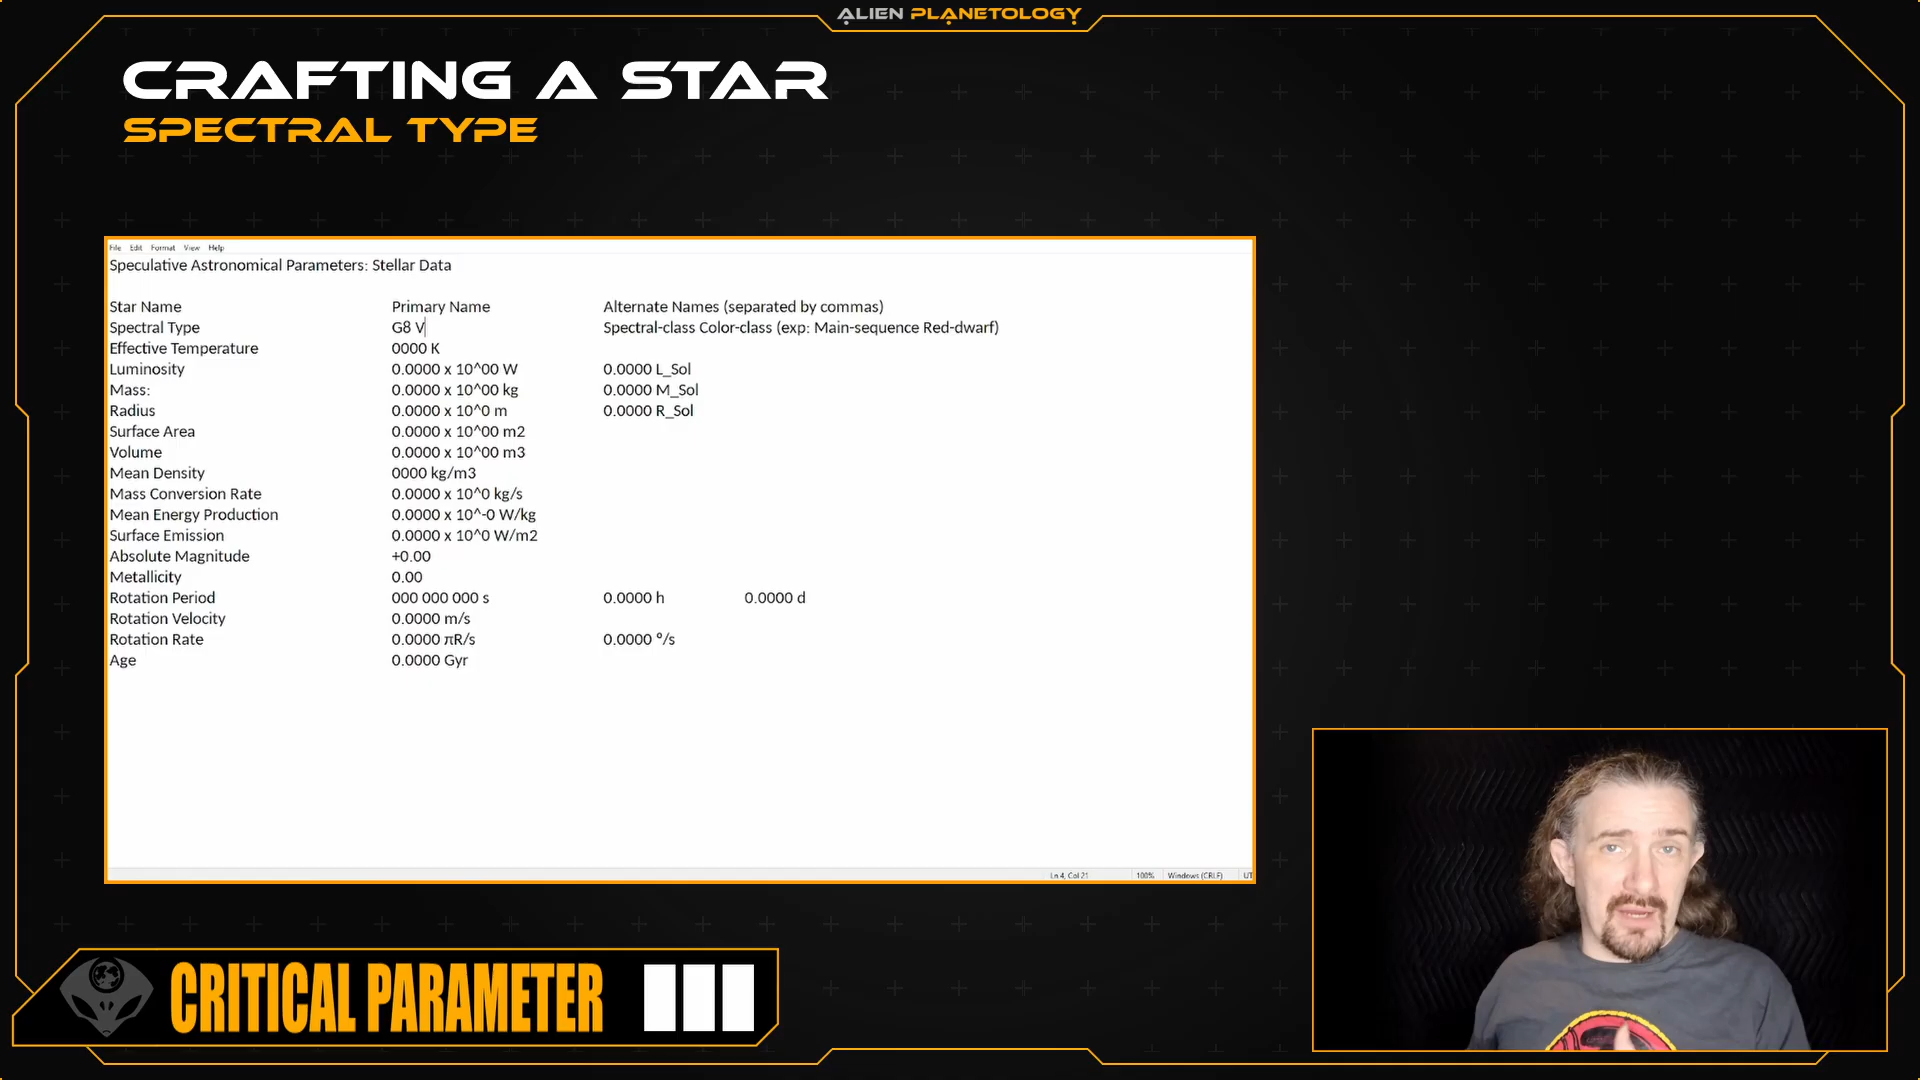 ALIEN PLANETOLOGY
CRAFTING A STAR
SPECTRAL TYPE
File Edit Format View Help
Speculative Astronomical Parameters: Stellar Data
Star Name Primary Name Alternate Names (separated by commas)
Spectral Type G8 V Spectral-class Color-class (exp: Main-sequence Red-dwarf)
Effective Temperature 0000 K
Luminosity 0.0000 x 10^00 W 0.0000 L_Sol
Mass: 0.0000 x 10^00 kg 0.0000 M_Sol
Radius 0.0000 x 10^0 m 0.0000 R_Sol
Surface Area 0.0000 x 10^00 m2
Volume 0.0000 x 10^00 m3
Mean Density 0000 kg/m3
Mass Conversion Rate 0.0000 x 10^0 kg/s
Mean Energy Production 0.0000 x 10^-0 W/kg
Surface Emission 0.0000 x 10^0 W/m2
Absolute Magnitude +0.00
Metallicity 0.00
Rotation Period 000 000 000 s 0.0000 h 0.0000 d
Rotation Velocity 0.0000 m/s
Rotation Rate 0.0000 πR/s 0.0000 º/s
Age 0.0000 Gyr
Ln 4, Col 21 100% Windows (CRLF) UT
CRITICAL PARAMETER